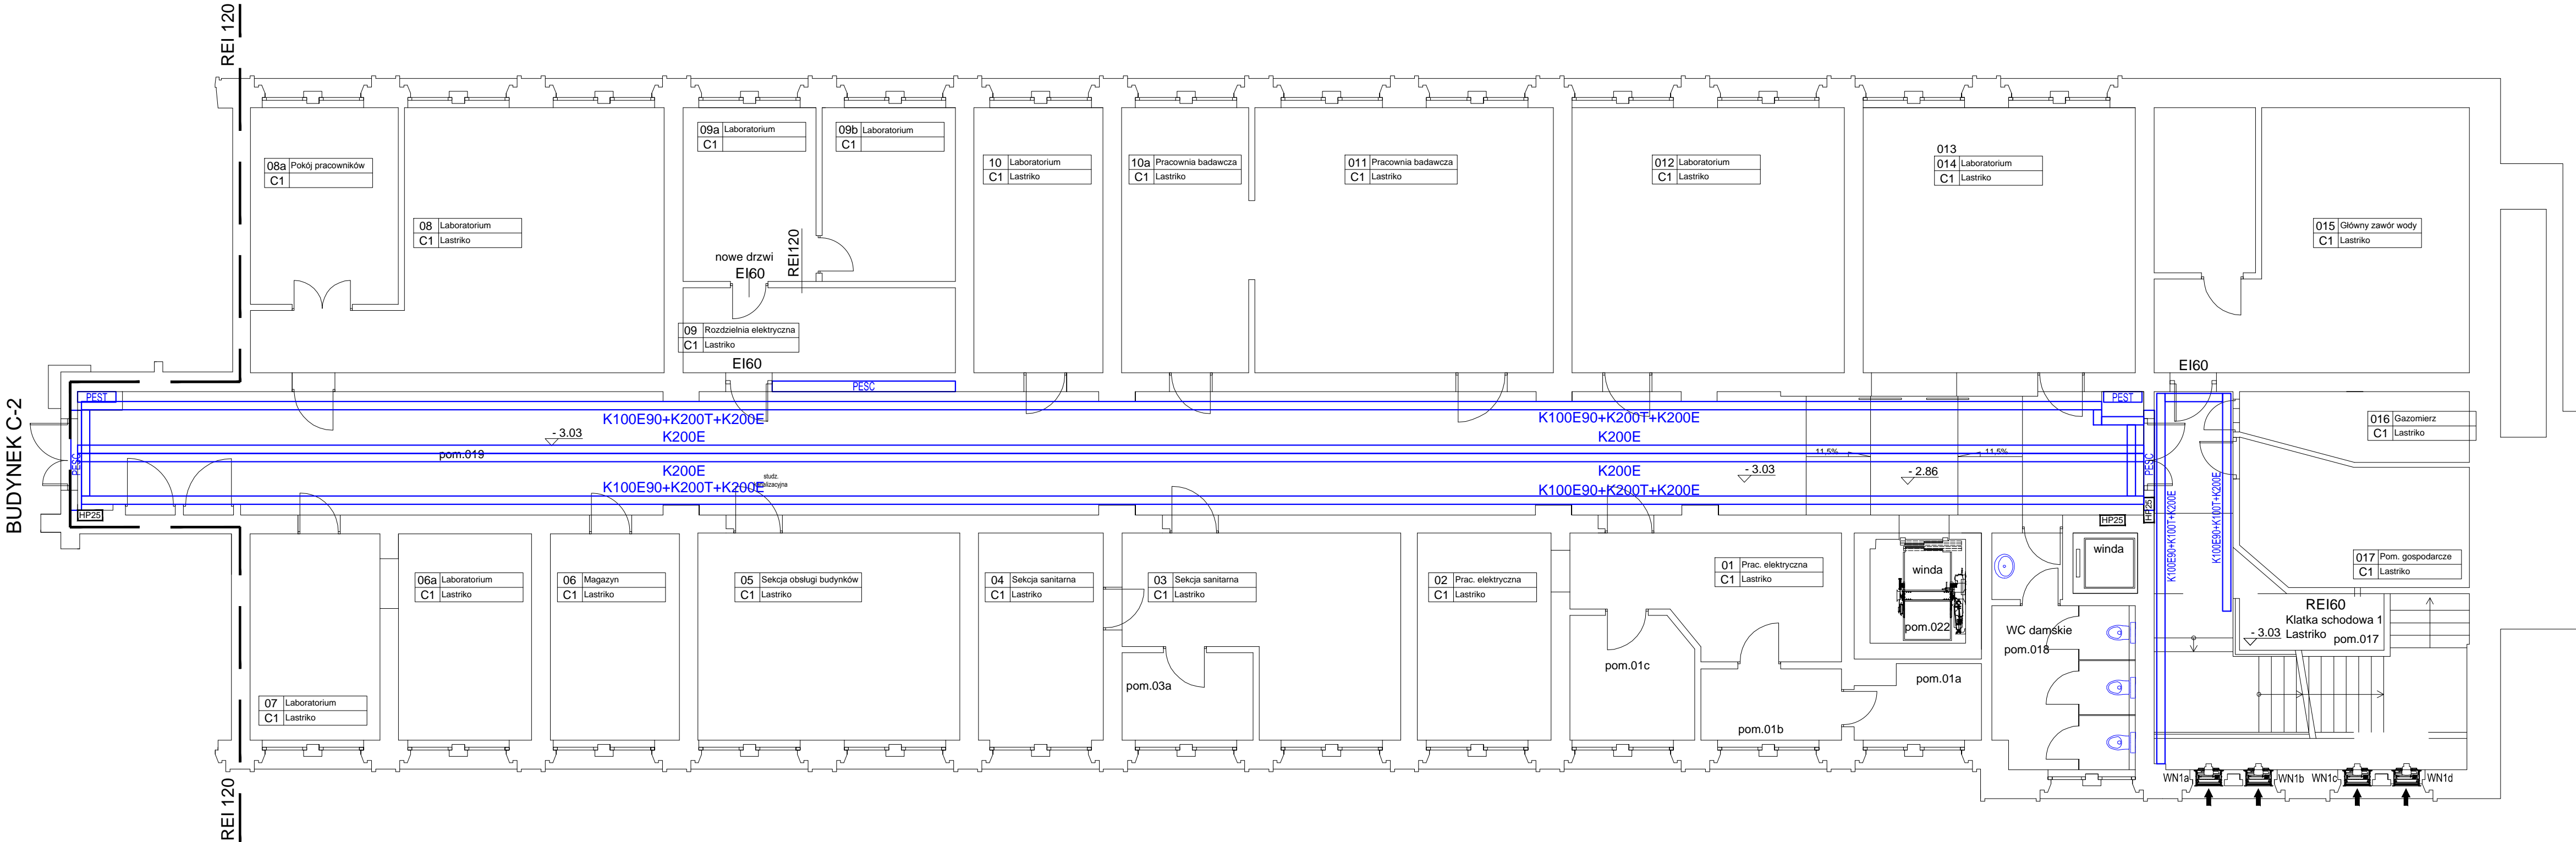 REI 120
BUDYNEK C-2
REI 120
08a Pokój pracowników
C1
08 Laboratorium
C1 Lastriko
09a Laboratorium
C1
09b Laboratorium
C1
nowe drzwi
EI60
REI120
09 Rozdzielnia elektryczna
C1 Lastriko
EI60
10 Laboratorium
C1 Lastriko
10a Pracownia badawcza
C1 Lastriko
011 Pracownia badawcza
C1 Lastriko
012 Laboratorium
C1 Lastriko
013
014 Laboratorium
C1 Lastriko
015 Główny zawór wody
C1 Lastriko
EI60
PEST
PESC
PEST
K100E90+K200T+K200E
K100E90+K200T+K200E
- 3.03
K200E
K200E
pom.019
PESC
11,5%
11,5%
PESC
K200E
K200E
- 3.03
- 2.86
studz.
K100E90+K200T+K200E
K100E90+K200T+K200E
HP25
HP25
HP25
K100E90+K100T+K200E
K100E90+K100T+K200E
016 Gazomierz
C1 Lastriko
017 Pom. gospodarcze
C1 Lastriko
07 Laboratorium
C1 Lastriko
06a Laboratorium
C1 Lastriko
06 Magazyn
C1 Lastriko
05 Sekcja obsługi budynków
C1 Lastriko
04 Sekcja sanitarna
C1 Lastriko
03 Sekcja sanitarna
C1 Lastriko
pom.03a
02 Prac. elektryczna
C1 Lastriko
01 Prac. elektryczna
C1 Lastriko
pom.01c
pom.01b
winda
pom.022
pom.01a
winda
WC damskie
pom.018
REI60
Klatka schodowa 1
- 3.03 Lastriko pom.017
WN1a
WN1b
WN1c
WN1d